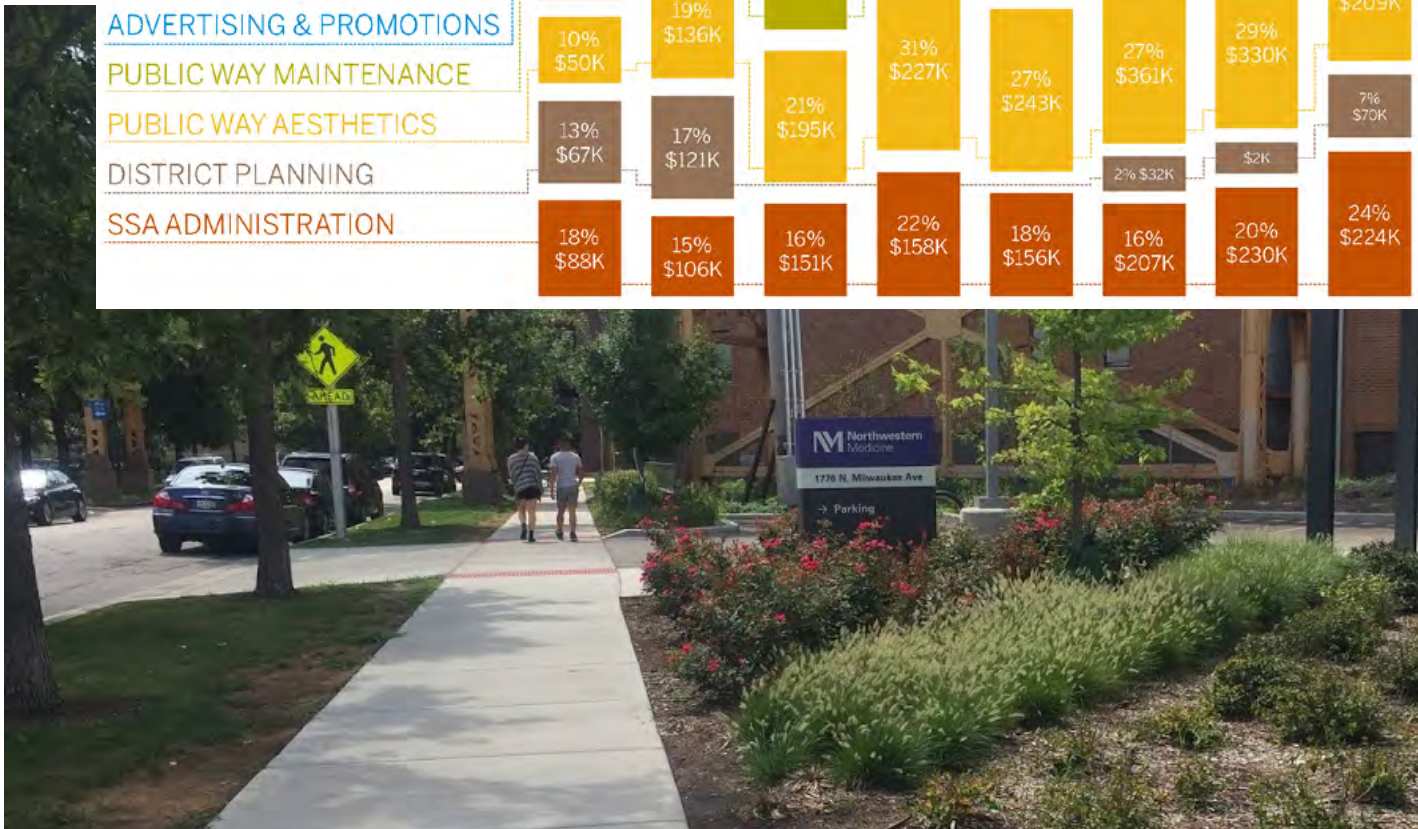 ADVERTISING & PROMOTIONS
PUBLIC WAY MAINTENANCE
PUBLIC WAY AESTHETICS
DISTRICT PLANNING
SSA ADMINISTRATION
10%
$50K
19%
$136K
21%
$195K
31%
$227K
27%
$243K
27%
$361K
29%
$330K
$209K
13%
$67K
17%
$121K
2% $32K
$2K
7%
$70K
18%
$88K
15%
$106K
16%
$151K
22%
$158K
18%
$156K
16%
$207K
20%
$230K
24%
$224K
AHEAD
Northwestern
Medicine
1776 N. Milwaukee Ave
→ Parking